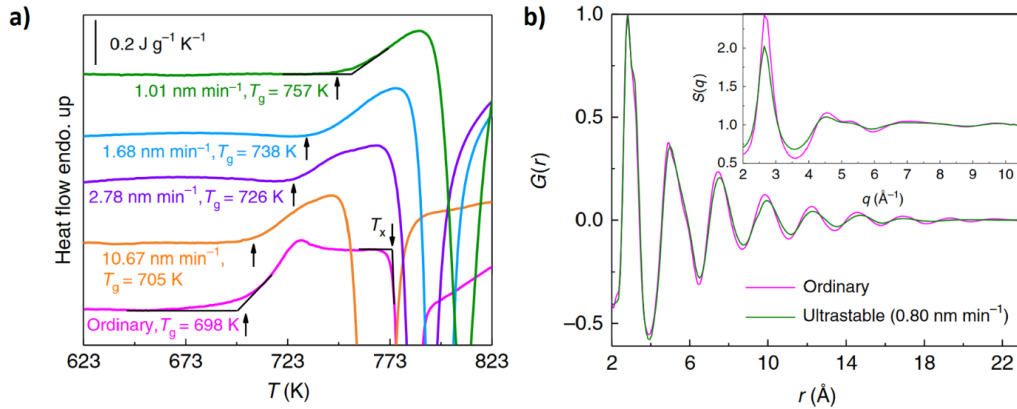 a)
0.2 J g⁻¹ K⁻¹
1.01 nm min⁻¹, Tg = 757 K
1.68 nm min⁻¹, Tg = 738 K
2.78 nm min⁻¹, Tg = 726 K
10.67 nm min⁻¹,
Tg = 705 K
Tx
Ordinary, Tg = 698 K
Heat flow endo. up
623 673 723 773 823
T (K)
b)
1.0
0.5
0.0
−0.5
G(r)
2 6 10 14 18 22
r (Å)
2.0
1.5
1.0
0.5
S(q)
2 3 4 5 6 7 8 9 10
q (Å⁻¹)
Ordinary
Ultrastable (0.80 nm min⁻¹)